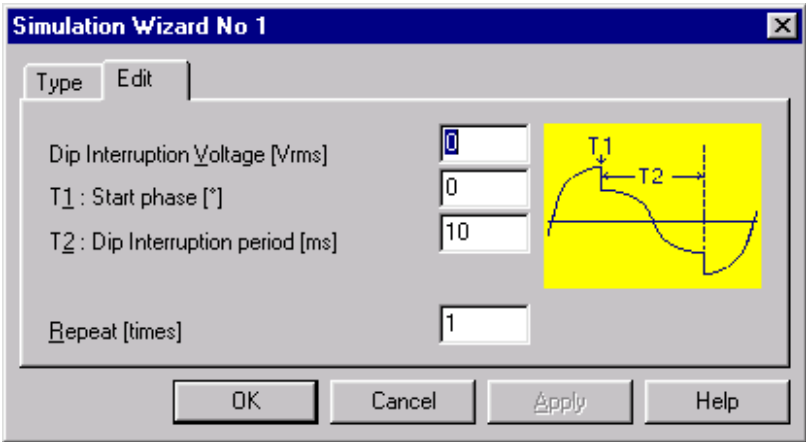 Simulation Wizard No 1
Type Edit
Dip Interruption Voltage [Vrms] 0
T1 : Start phase [°] 0
T2 : Dip Interruption period [ms] 10
Repeat [times] 1
T1
T2
OK Cancel Apply Help